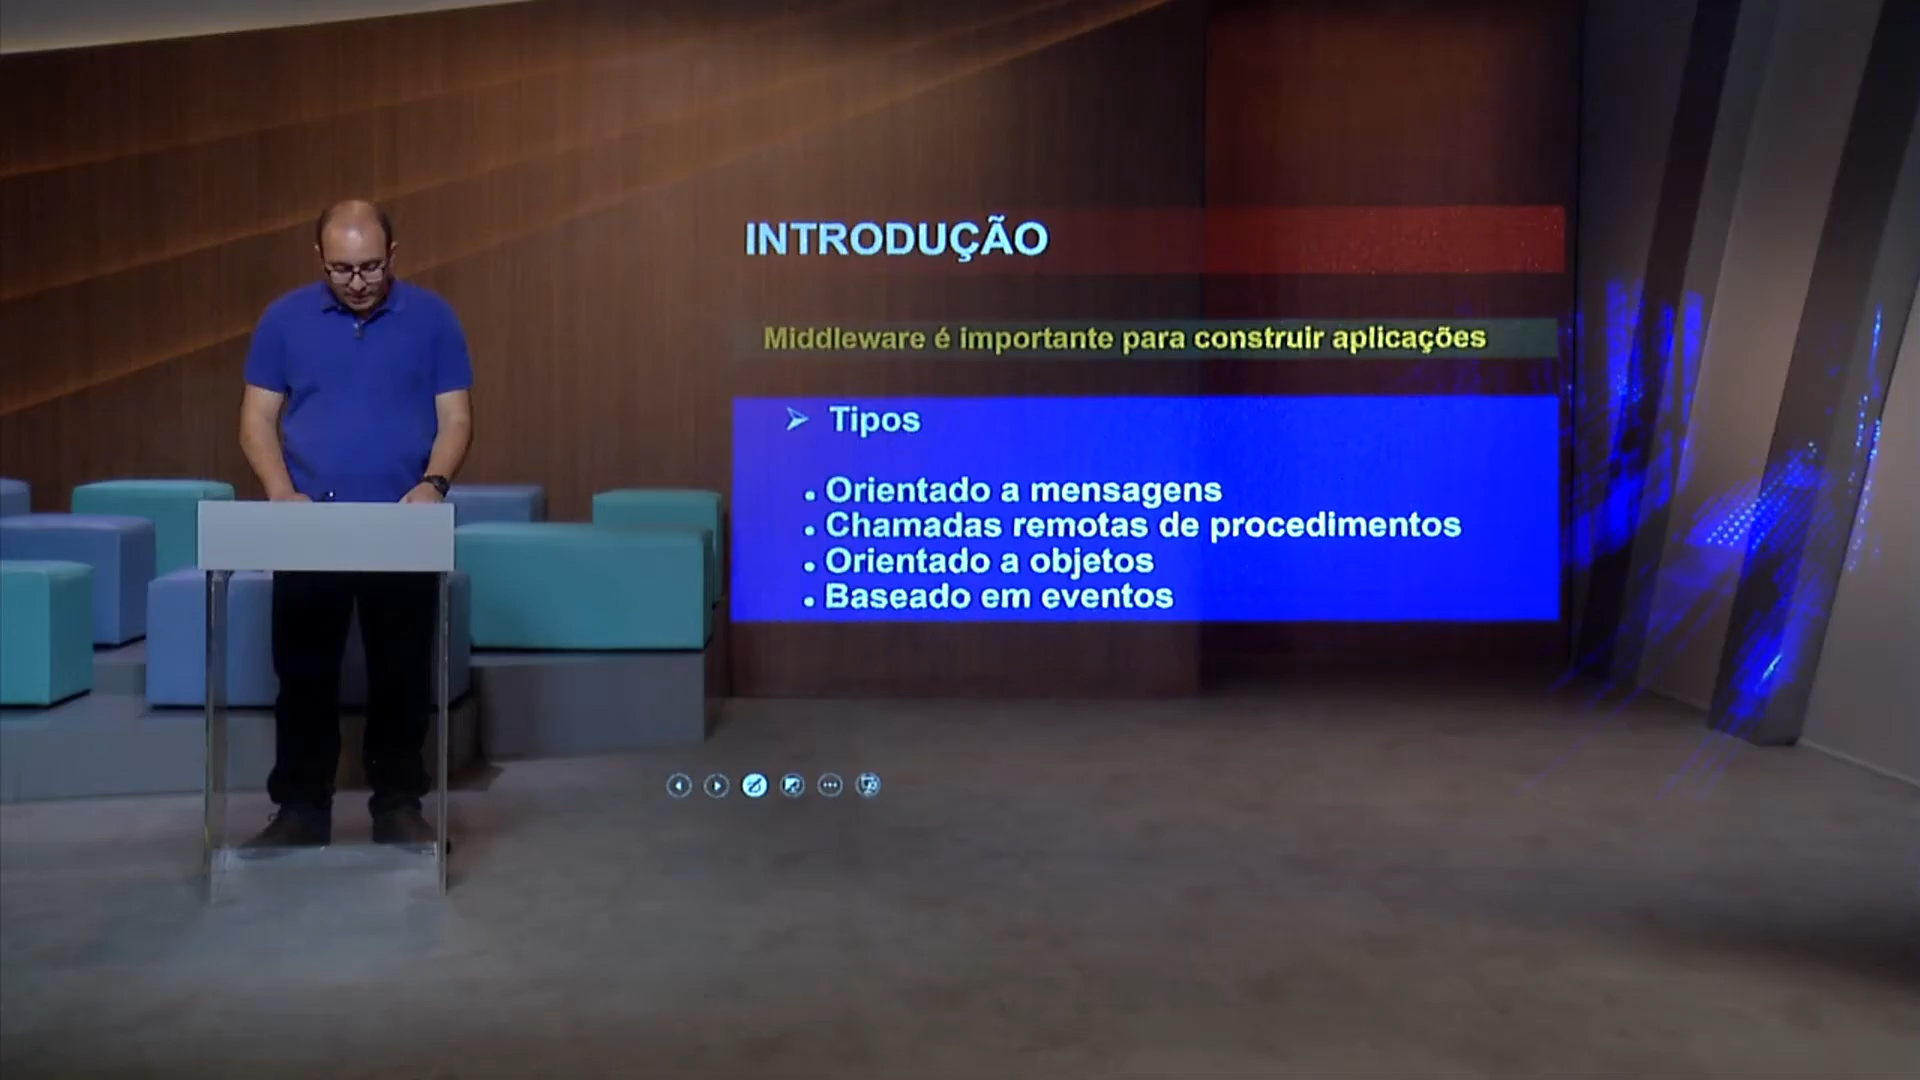 INTRODUÇÃO
Middleware é importante para construir aplicações
➢ Tipos
• Orientado a mensagens
• Chamadas remotas de procedimentos
• Orientado a objetos
• Baseado em eventos